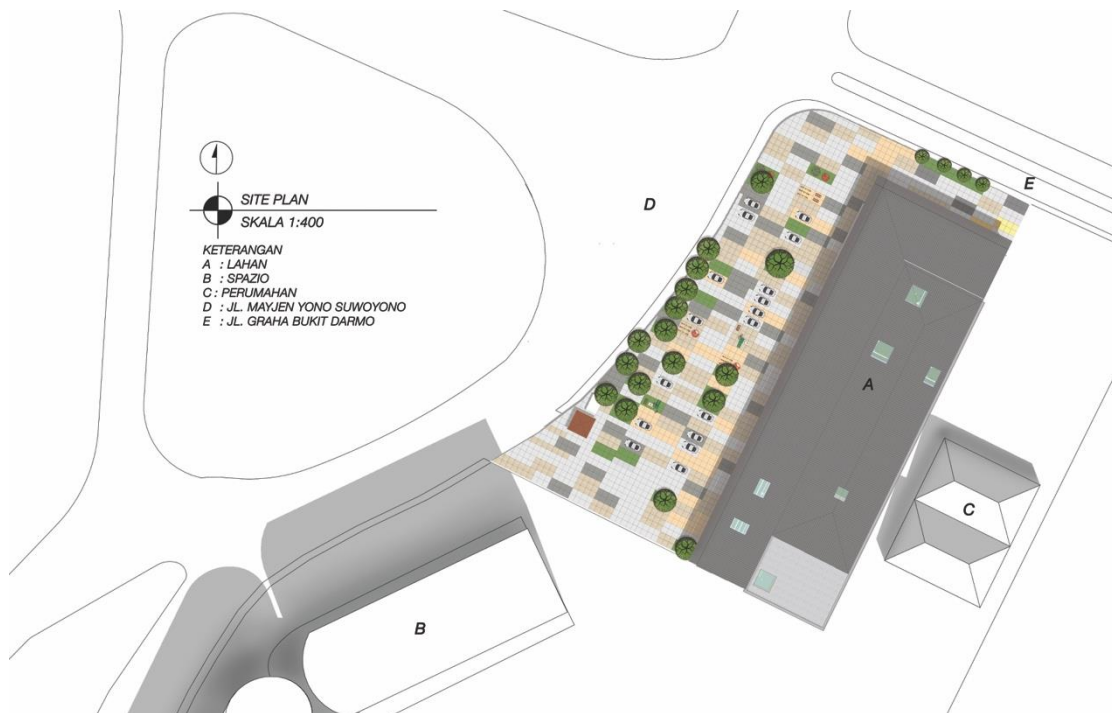 SITE PLAN
SKALA 1:400
KETERANGAN
A : LAHAN
B : SPAZIO
C : PERUMAHAN
D : JL. MAYJEN YONO SUWOYONO
E : JL. GRAHA BUKIT DARMO
D
E
A
C
B